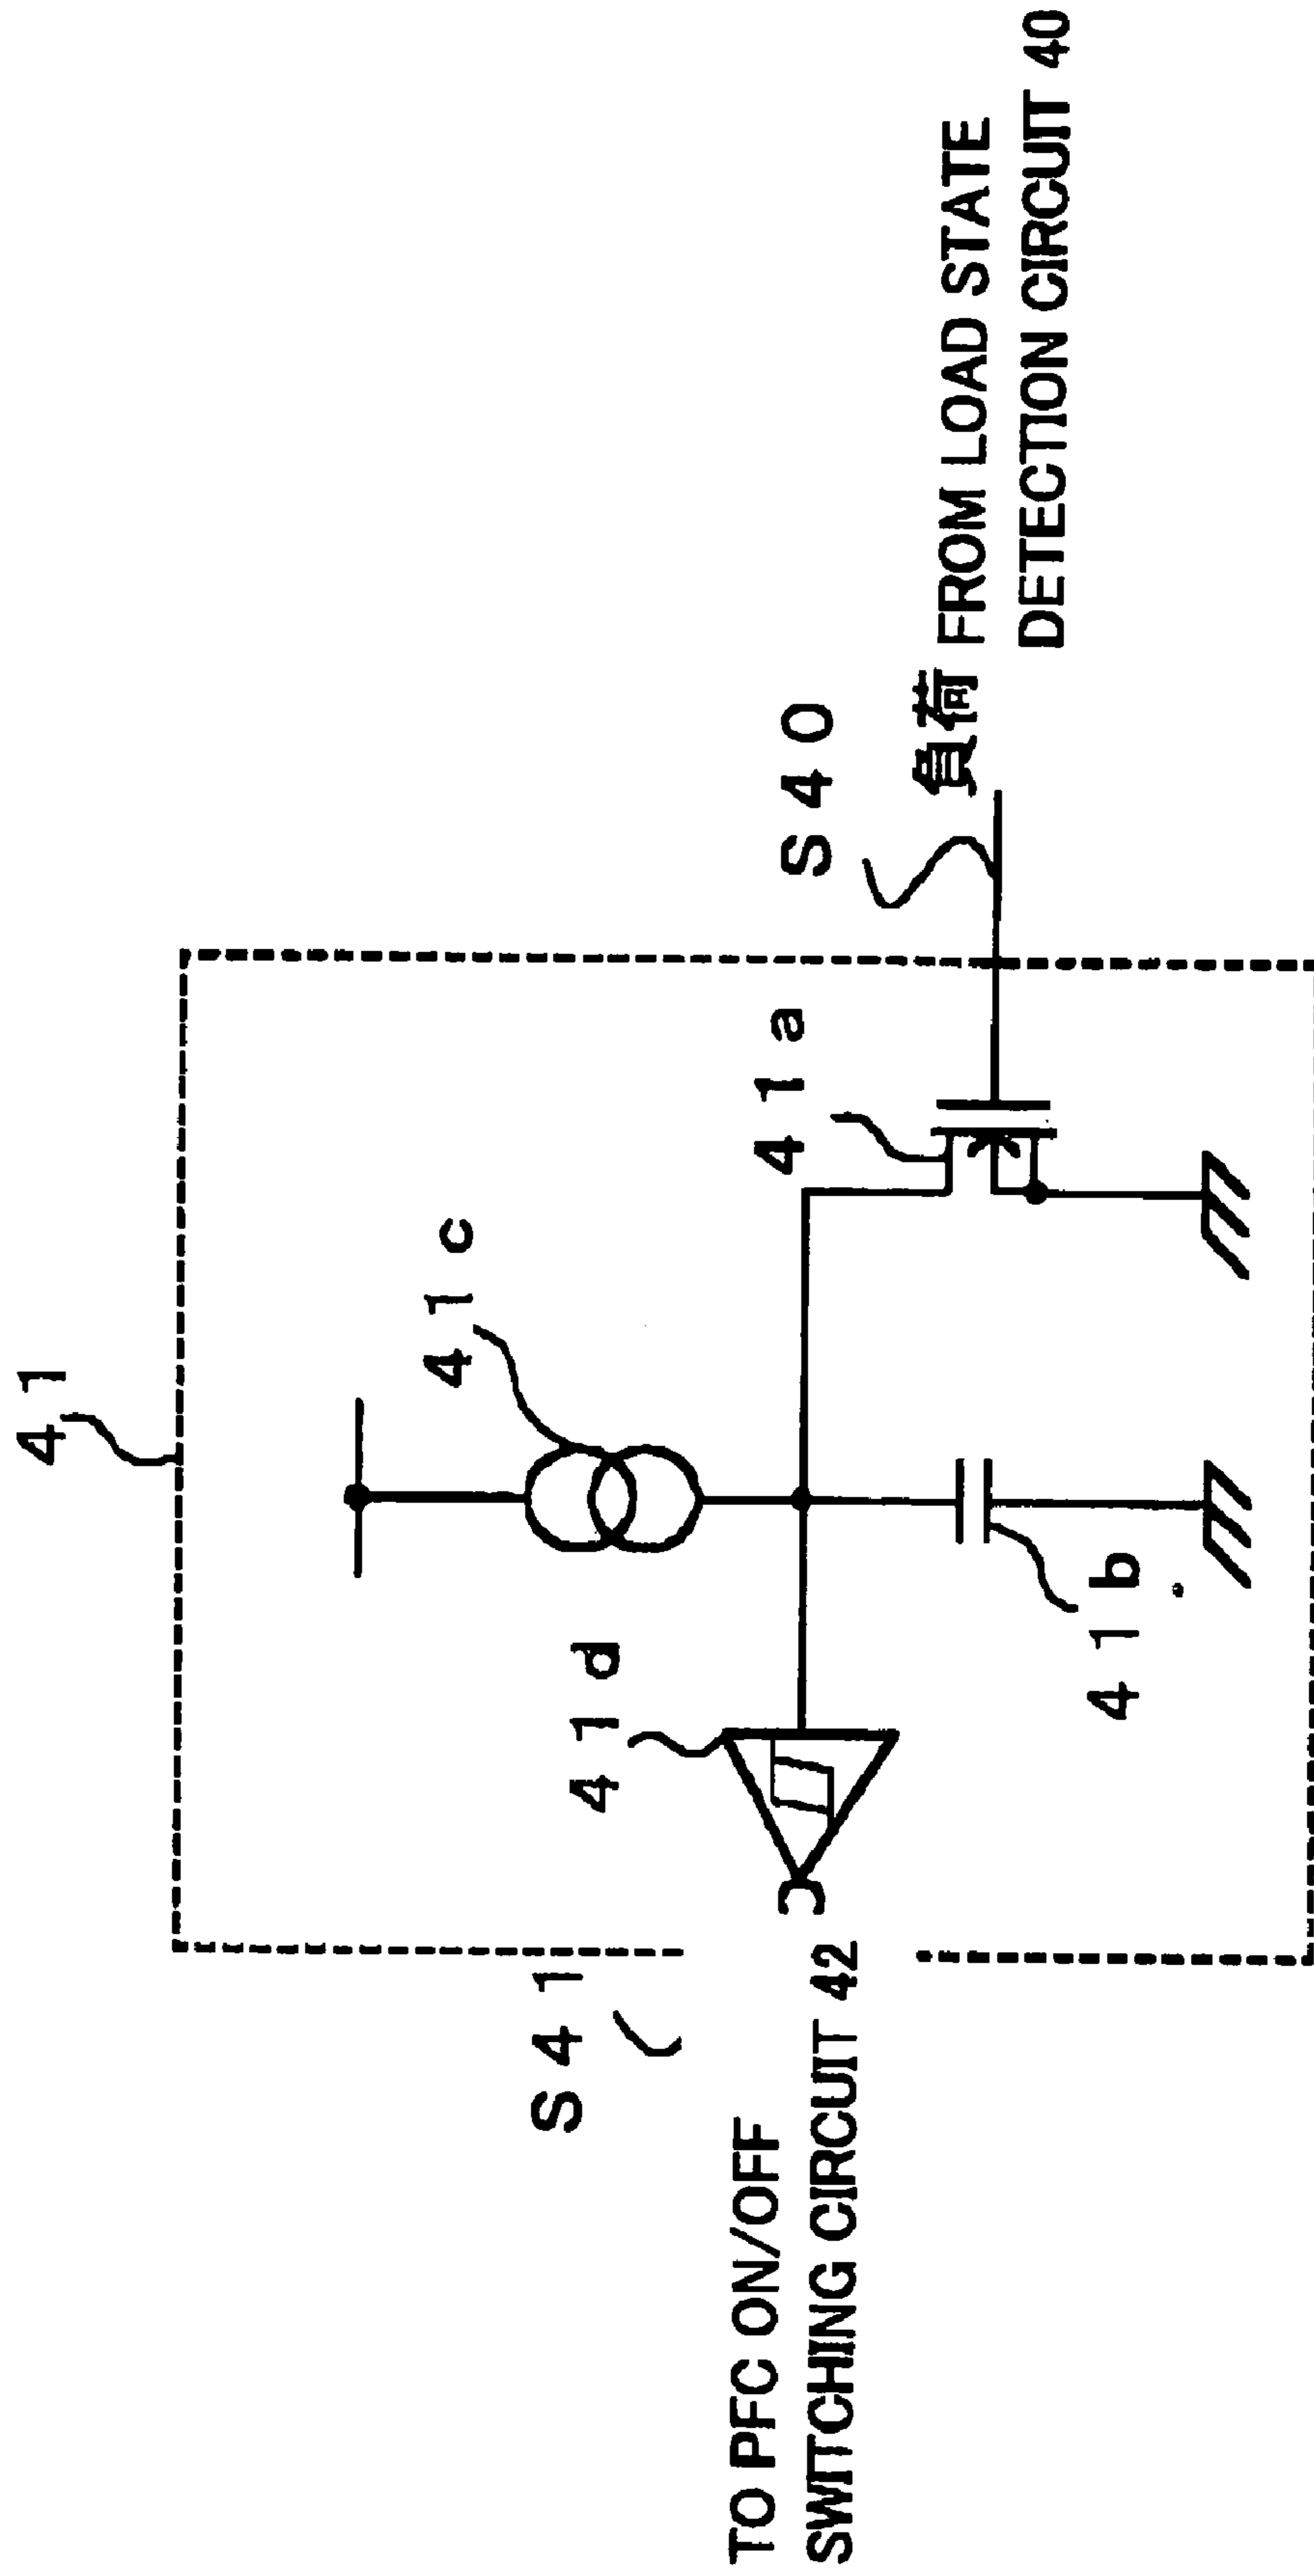 41
41c
41a
S40
負荷 FROM LOAD STATE
DETECTION CIRCUIT 40
41d
41b
S41
TO PFC ON/OFF
SWITCHING CIRCUIT 42